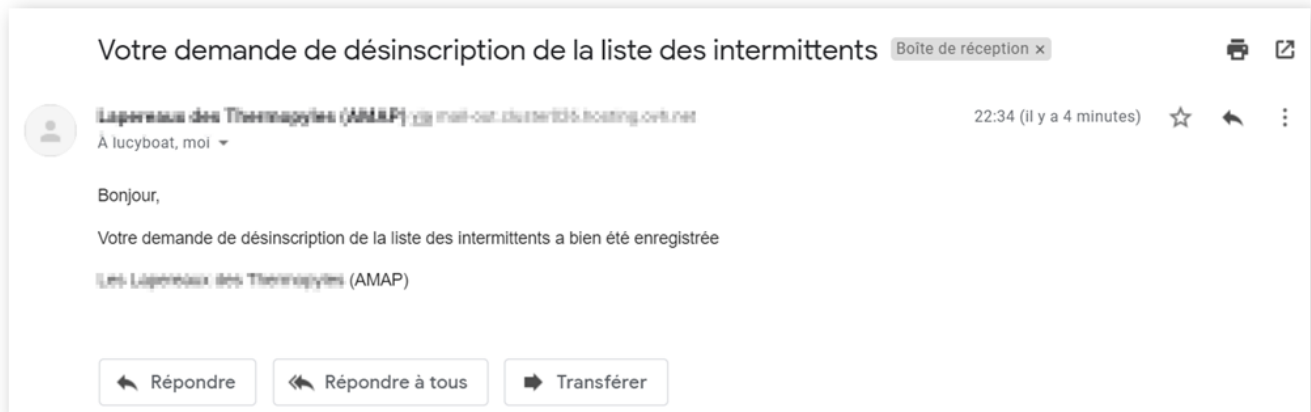 Votre demande de désinscription de la liste des intermittents Boîte de réception ×
(AMAP)
22:34 (il y a 4 minutes)
À lucyboat, moi
Bonjour,
Votre demande de désinscription de la liste des intermittents a bien été enregistrée
(AMAP)
Répondre Répondre à tous Transférer